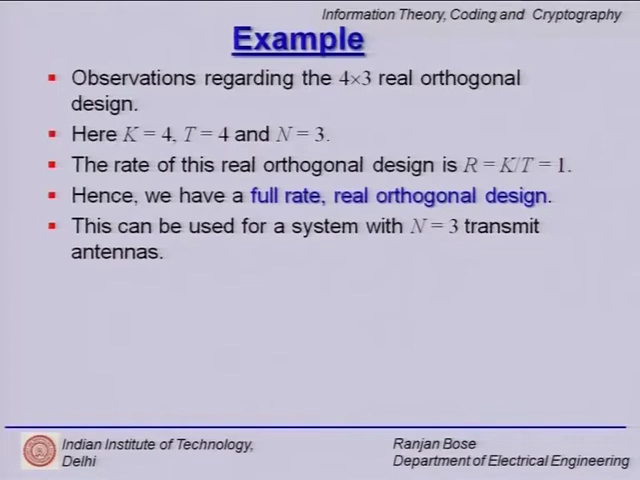 Information Theory, Coding and Cryptography
Example
Observations regarding the 4×3 real orthogonal
design.
Here K = 4, T = 4 and N = 3.
The rate of this real orthogonal design is R = K/T = 1.
Hence, we have a full rate, real orthogonal design.
This can be used for a system with N = 3 transmit
antennas.
Indian Institute of Technology,
Delhi
Ranjan Bose
Department of Electrical Engineering